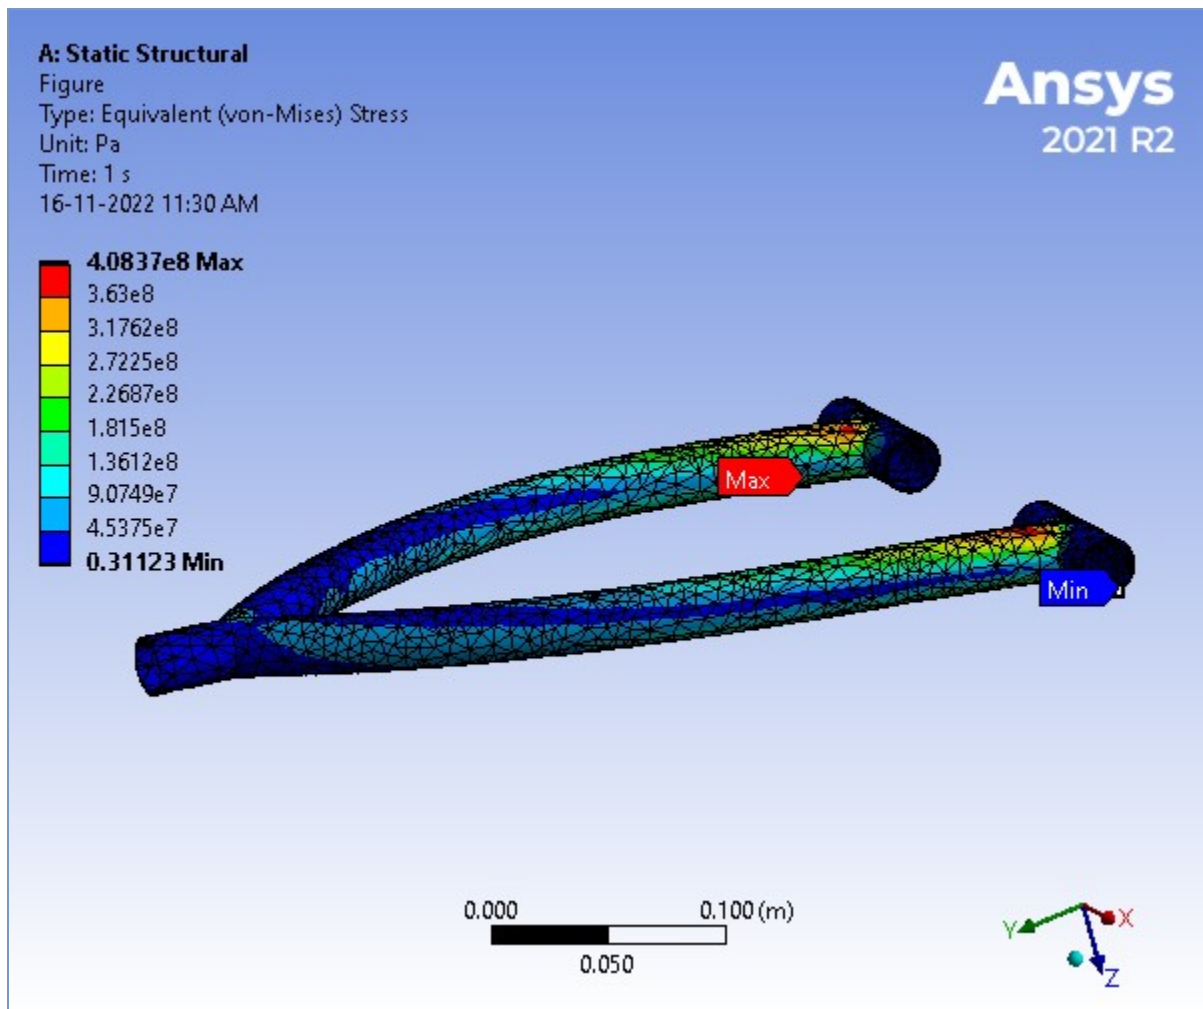 A: Static Structural
Figure
Type: Equivalent (von-Mises) Stress
Unit: Pa
Time: 1 s
16-11-2022 11:30 AM
Ansys
2021 R2
4.0837e8 Max
3.63e8
3.1762e8
2.7225e8
2.2687e8
1.815e8
1.3612e8
9.0749e7
4.5375e7
0.31123 Min
Max
Min
0.000
0.100 (m)
0.050
Y
X
Z